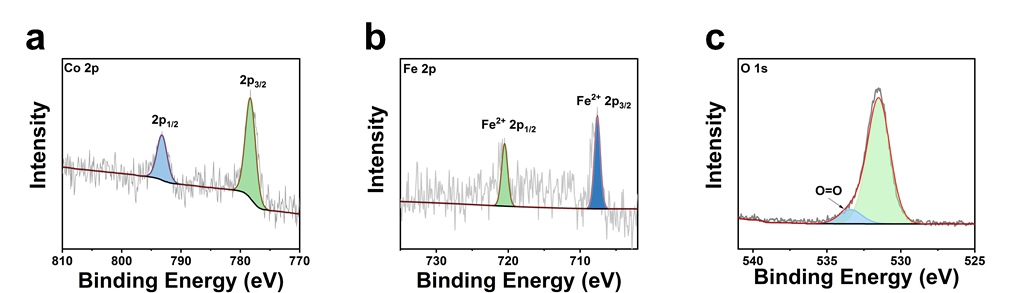 a
Co 2p
2p3/2
2p1/2
Intensity
810 800 790 780 770
Binding Energy (eV)
b
Fe 2p
Fe2+ 2p3/2
Fe2+ 2p1/2
Intensity
730 720 710
Binding Energy (eV)
c
O 1s
O=O
Intensity
540 535 530 525
Binding Energy (eV)